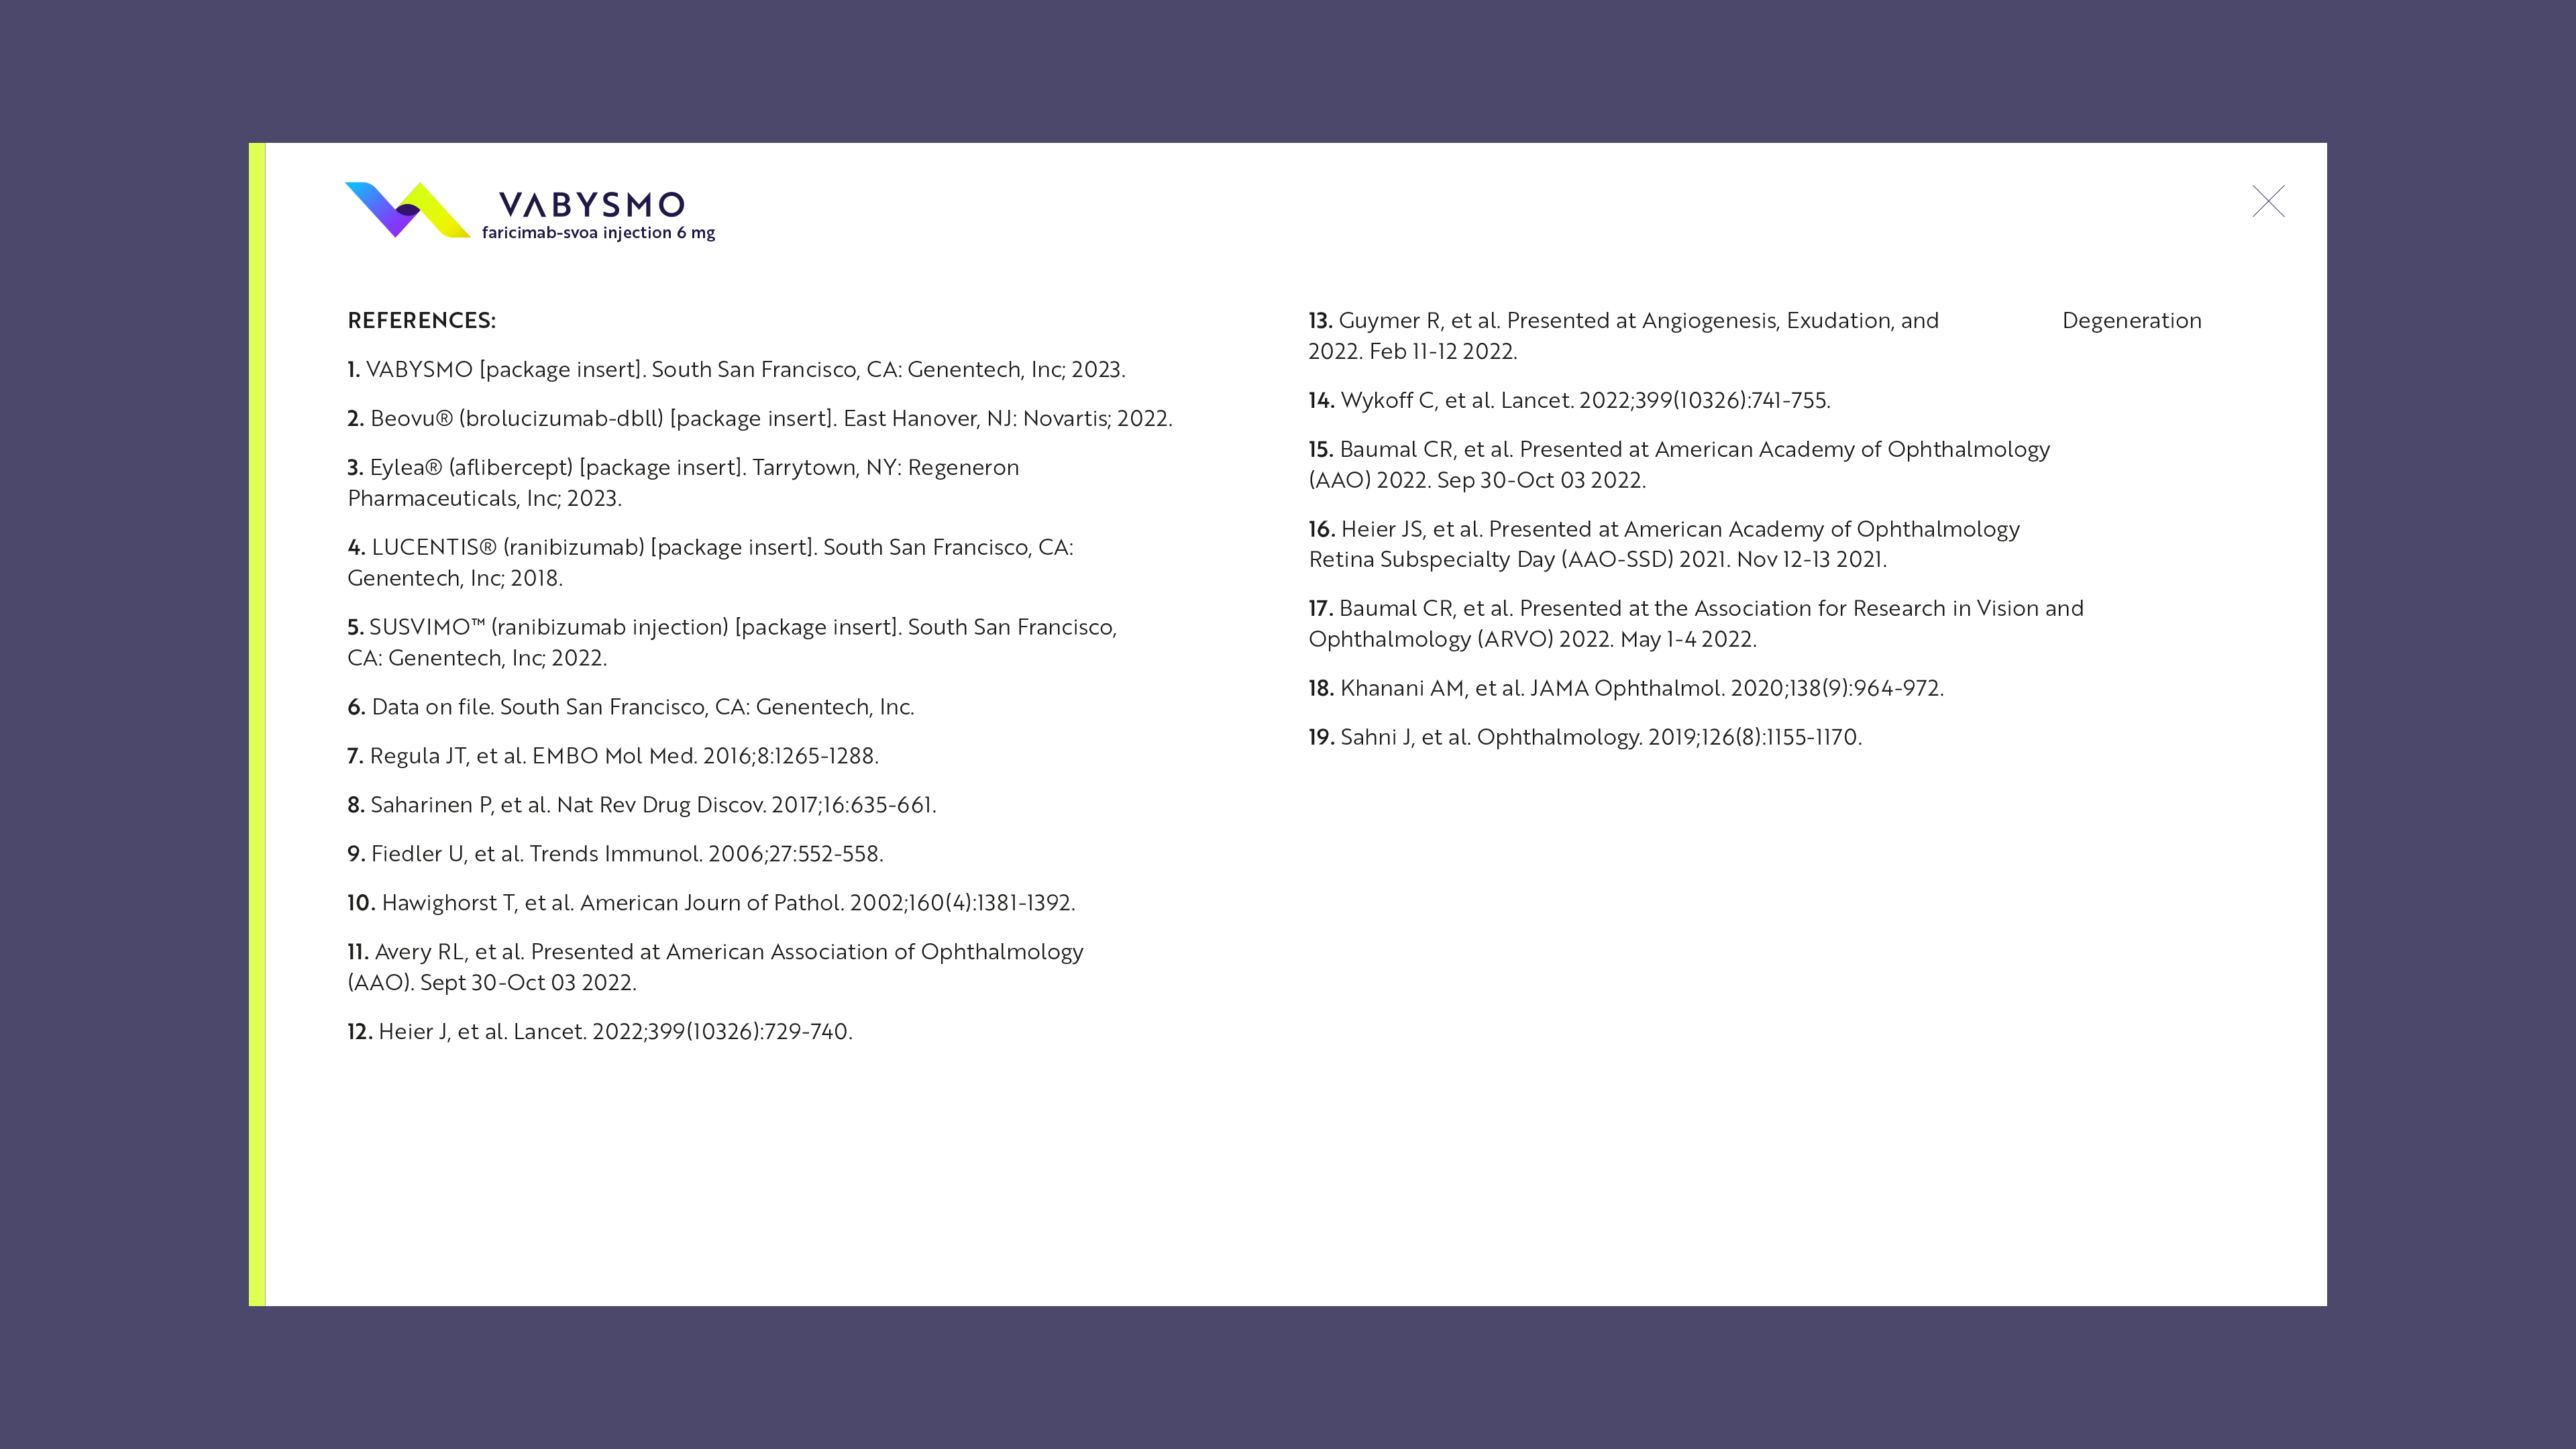 VABYSMO
faricimab-svoa injection 6 mg
REFERENCES:
1. VABYSMO [package insert]. South San Francisco, CA: Genentech, Inc; 2023.
2. Beovu® (brolucizumab-dbll) [package insert]. East Hanover, NJ: Novartis; 2022.
3. Eylea® (aflibercept) [package insert]. Tarrytown, NY: Regeneron
Pharmaceuticals, Inc; 2023.
4. LUCENTIS® (ranibizumab) [package insert]. South San Francisco, CA:
Genentech, Inc; 2018.
5. SUSVIMO™ (ranibizumab injection) [package insert]. South San Francisco,
CA: Genentech, Inc; 2022.
6. Data on file. South San Francisco, CA: Genentech, Inc.
7. Regula JT, et al. EMBO Mol Med. 2016;8:1265-1288.
8. Saharinen P, et al. Nat Rev Drug Discov. 2017;16:635-661.
9. Fiedler U, et al. Trends Immunol. 2006;27:552-558.
10. Hawighorst T, et al. American Journ of Pathol. 2002;160(4):1381-1392.
11. Avery RL, et al. Presented at American Association of Ophthalmology
(AAO). Sept 30-Oct 03 2022.
12. Heier J, et al. Lancet. 2022;399(10326):729-740.
13. Guymer R, et al. Presented at Angiogenesis, Exudation, and Degeneration
2022. Feb 11-12 2022.
14. Wykoff C, et al. Lancet. 2022;399(10326):741-755.
15. Baumal CR, et al. Presented at American Academy of Ophthalmology
(AAO) 2022. Sep 30-Oct 03 2022.
16. Heier JS, et al. Presented at American Academy of Ophthalmology
Retina Subspecialty Day (AAO-SSD) 2021. Nov 12-13 2021.
17. Baumal CR, et al. Presented at the Association for Research in Vision and
Ophthalmology (ARVO) 2022. May 1-4 2022.
18. Khanani AM, et al. JAMA Ophthalmol. 2020;138(9):964-972.
19. Sahni J, et al. Ophthalmology. 2019;126(8):1155-1170.